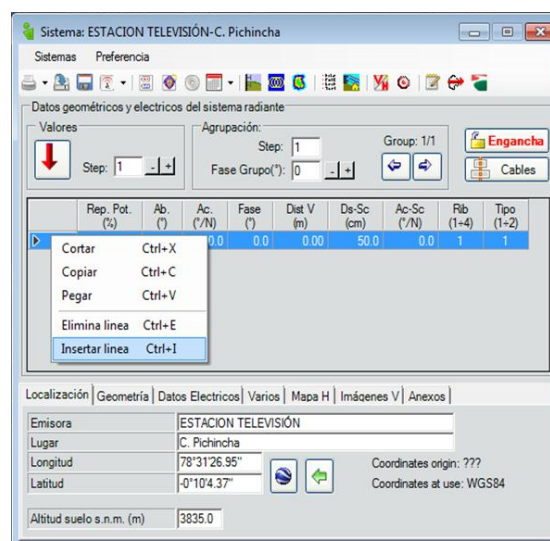 Sistema: ESTACION TELEVISIÓN-C. Pichincha
Sistemas Preferencia
Datos geométricos y electricos del sistema radiante
Valores
Step: 1 - +
Agrupación:
Step: 1
Fase Grupo(°): 0 - +
Group: 1/1
Engancha
Cables
Rep. Pot. (%) Ab. (°) Ac. (°/N) Fase (°) Dist V (m) Ds-Sc (cm) Ac-Sc (°/N) Rib (1÷4) Tipo (1÷2)
0.0 0.0 0.00 50.0 0.0 1 1
Cortar Ctrl+X
Copiar Ctrl+C
Pegar Ctrl+V
Elimina linea Ctrl+E
Insertar linea Ctrl+I
Localización Geometría Datos Electricos Varios Mapa H Imágenes V Anexos
Emisora ESTACION TELEVISIÓN
Lugar C. Pichincha
Longitud 78°31'26.95"
Latitud -0°10'4.37"
Coordinates origin: ???
Coordinates at use: WGS84
Altitud suelo s.n.m. (m) 3835.0